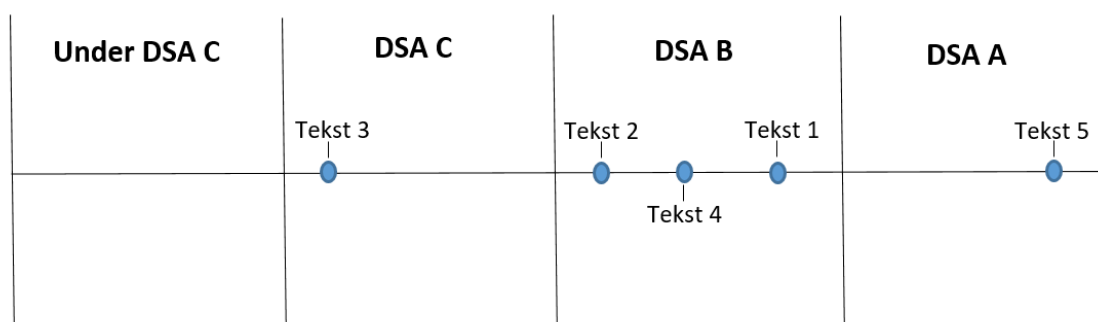 Under DSA C
DSA C
DSA B
DSA A
Tekst 3
Tekst 2
Tekst 1
Tekst 5
Tekst 4